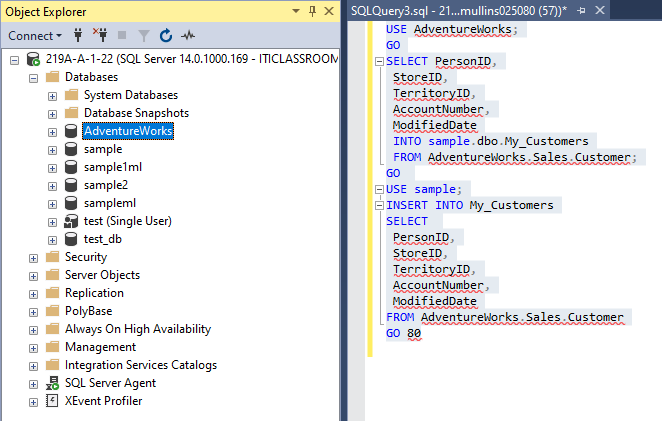 Object Explorer
Connect
219A-A-1-22 (SQL Server 14.0.1000.169 - ITICLASSROOM
Databases
System Databases
Database Snapshots
AdventureWorks
sample
sample1ml
sample2
sampleml
test (Single User)
test_db
Security
Server Objects
Replication
PolyBase
Always On High Availability
Management
Integration Services Catalogs
SQL Server Agent
XEvent Profiler
SQLQuery3.sql - 21...mullins025080 (57))*
USE AdventureWorks;
GO
SELECT PersonID,
StoreID,
TerritoryID,
AccountNumber,
ModifiedDate
INTO sample.dbo.My_Customers
FROM AdventureWorks.Sales.Customer;
GO
USE sample;
INSERT INTO My_Customers
SELECT
PersonID,
StoreID,
TerritoryID,
AccountNumber,
ModifiedDate
FROM AdventureWorks.Sales.Customer
GO 80